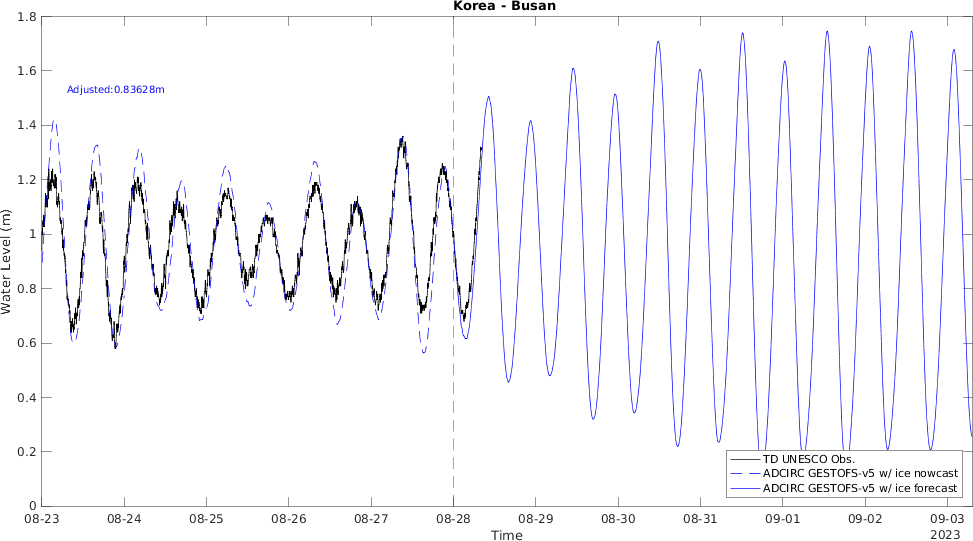 Korea - Busan
1.8
1.6
1.4
1.2
1
0.8
0.6
0.4
0.2
0
Water Level (m)
Adjusted:0.83628m
TD UNESCO Obs.
ADCIRC GESTOFS-v5 w/ ice nowcast
ADCIRC GESTOFS-v5 w/ ice forecast
08-23 08-24 08-25 08-26 08-27 08-28 08-29 08-30 08-31 09-01 09-02 09-03
2023
Time